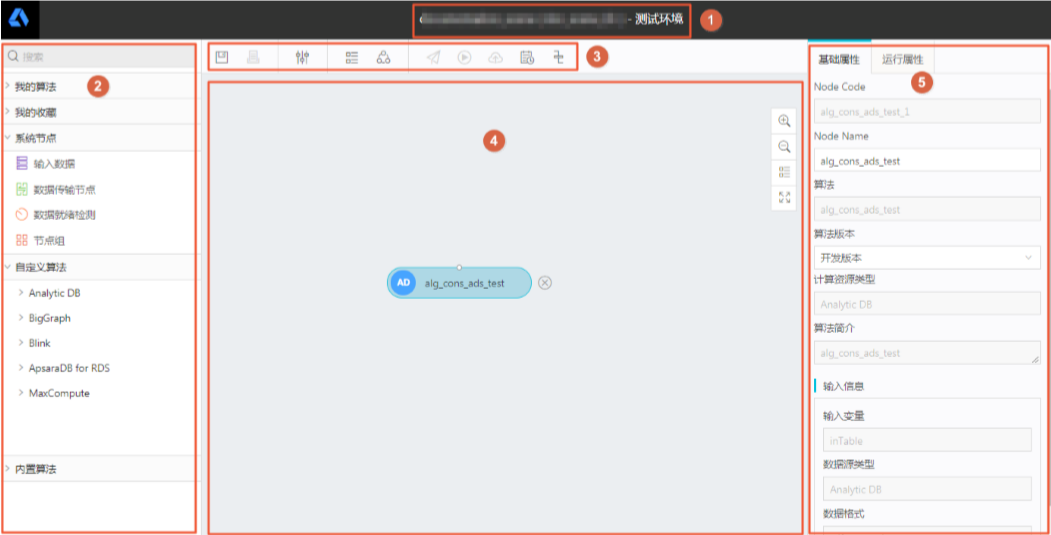 - 测试环境
1
搜索
我的算法
2
我的收藏
系统节点
输入数据
数据传输节点
数据就绪检测
节点组
自定义算法
Analytic DB
BigGraph
Blink
ApsaraDB for RDS
MaxCompute
内置算法
3
4
AD
alg_cons_ads_test
基础属性
运行属性
5
Node Code
alg_cons_ads_test_1
Node Name
alg_cons_ads_test
算法
alg_cons_ads_test
算法版本
开发版本
计算资源类型
Analytic DB
算法简介
alg_cons_ads_test
输入信息
输入变量
inTable
数据源类型
Analytic DB
数据格式